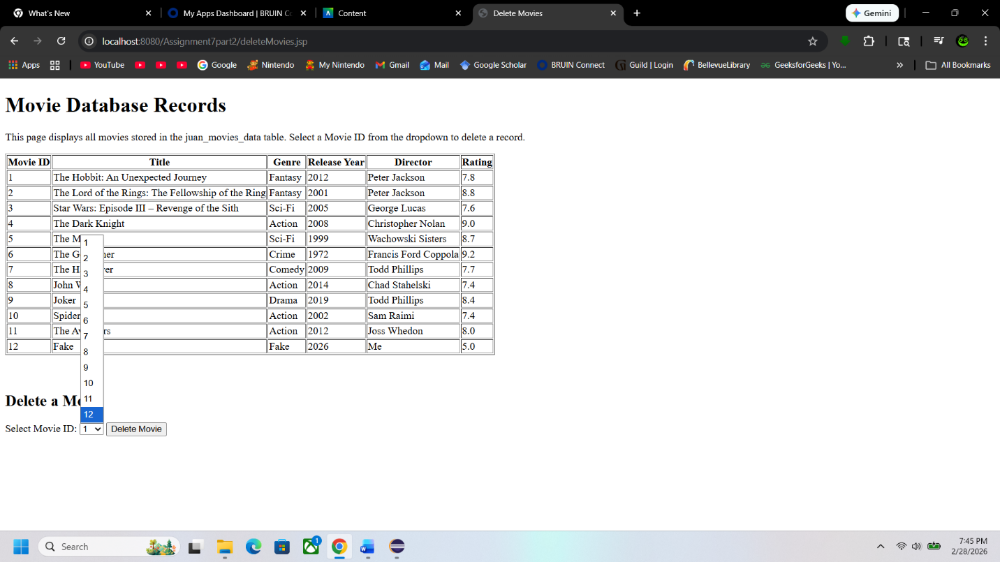 What's New
My Apps Dashboard | BRUIN Co
Content
Delete Movies
Gemini
localhost:8080/Assignment7part2/deleteMovies.jsp
Apps YouTube Google Nintendo My Nintendo Gmail Mail Google Scholar BRUIN Connect Guild | Login BellevueLibrary GeeksforGeeks | Yo... » All Bookmarks
Movie Database Records
This page displays all movies stored in the juan_movies_data table. Select a Movie ID from the dropdown to delete a record.
Movie ID Title Genre Release Year Director Rating
1 The Hobbit: An Unexpected Journey Fantasy 2012 Peter Jackson 7.8
2 The Lord of the Rings: The Fellowship of the Ring Fantasy 2001 Peter Jackson 8.8
3 Star Wars: Episode III – Revenge of the Sith Sci-Fi 2005 George Lucas 7.6
4 The Dark Knight Action 2008 Christopher Nolan 9.0
5 The M Sci-Fi 1999 Wachowski Sisters 8.7
6 The G her Crime 1972 Francis Ford Coppola 9.2
7 The H ver Comedy 2009 Todd Phillips 7.7
8 John Action 2014 Chad Stahelski 7.4
9 Joker Drama 2019 Todd Phillips 8.4
10 Spider Action 2002 Sam Raimi 7.4
11 The Av rs Action 2012 Joss Whedon 8.0
12 Fake Fake 2026 Me 5.0
1
2
3
4
5
6
7
8
9
10
11
12
Delete a Mo
Select Movie ID: 1 Delete Movie
Search
1
7:45 PM
2/28/2026